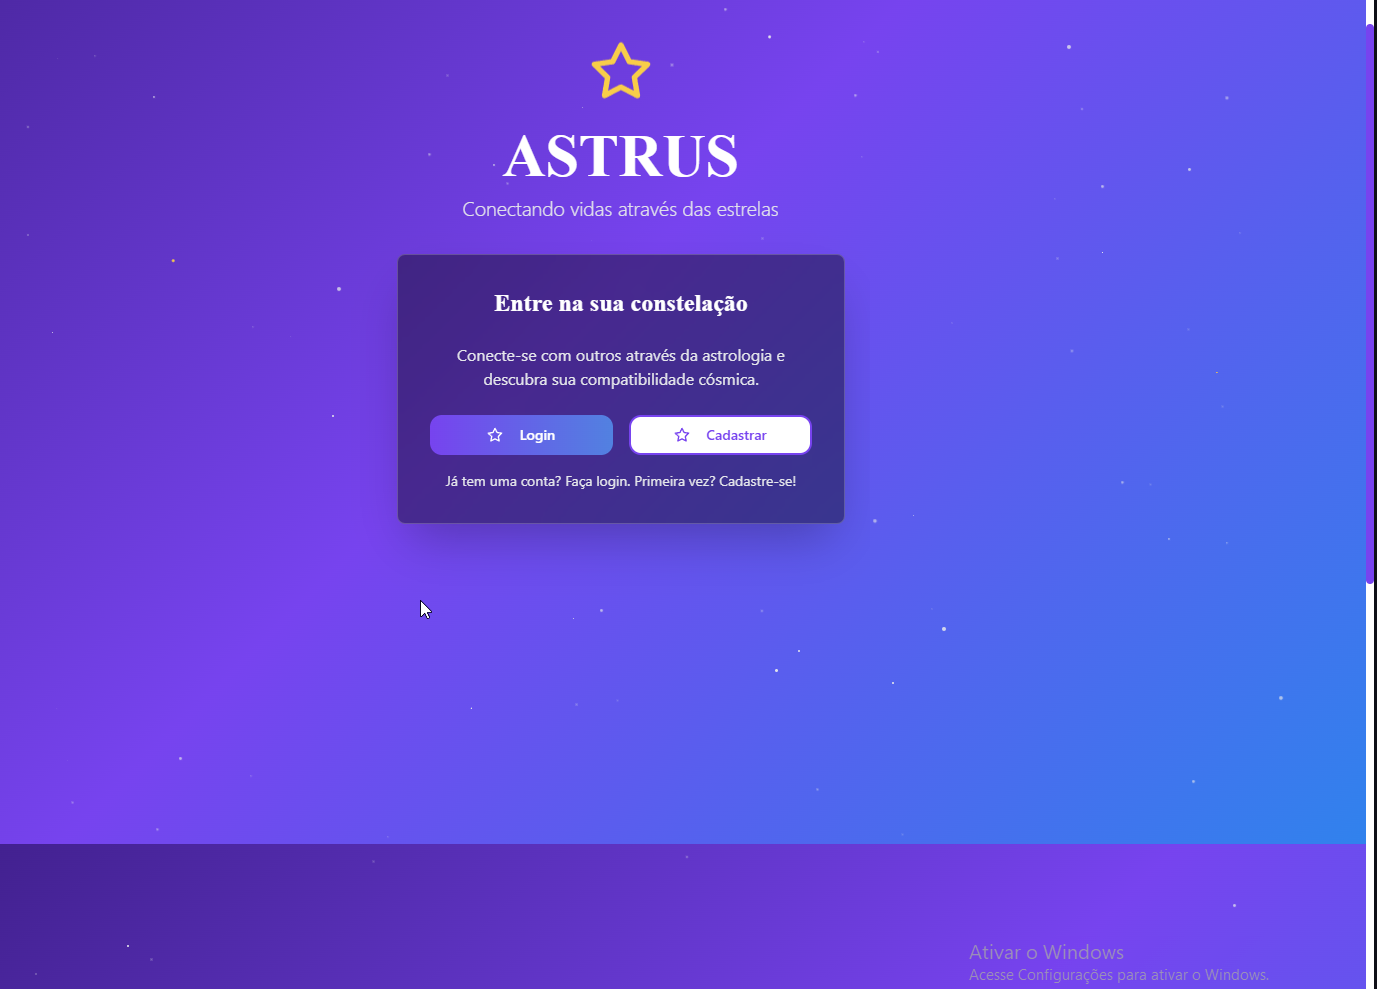 ASTRUS
Conectando vidas através das estrelas
Entre na sua constelação
Conecte-se com outros através da astrologia e
descubra sua compatibilidade cósmica.
Login
Cadastrar
Já tem uma conta? Faça login. Primeira vez? Cadastre-se!
Ativar o Windows
Acesse Configurações para ativar o Windows.